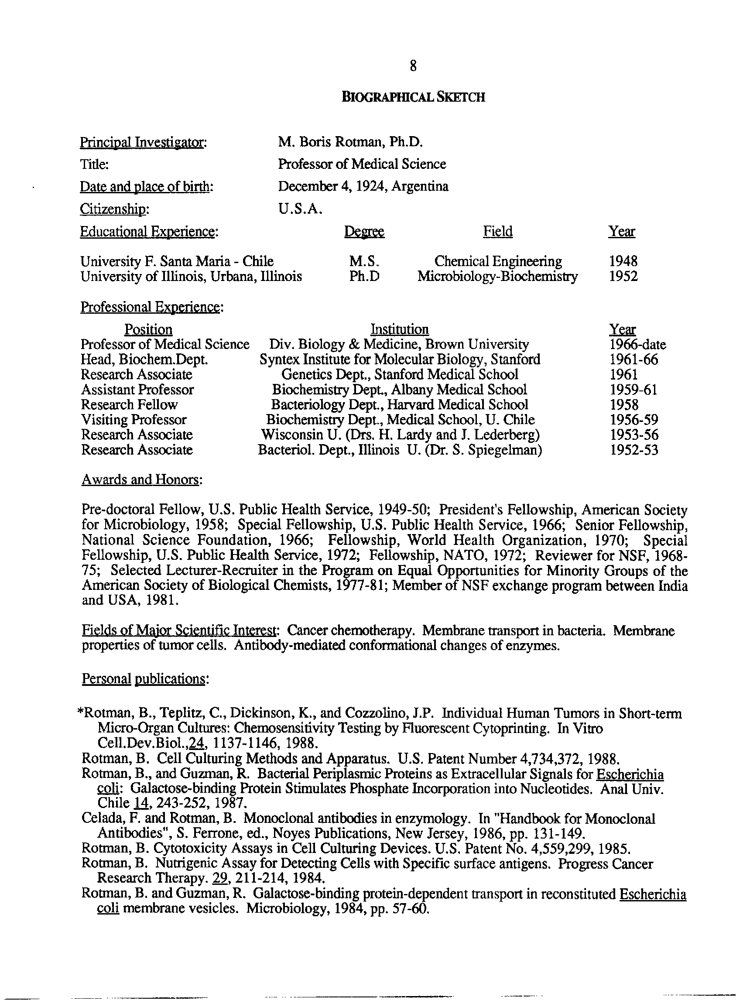 8
BIOGRAPHICAL SKETCH
Principal Investigator: M. Boris Rotman, Ph.D.
Title: Professor of Medical Science
Date and place of birth: December 4, 1924, Argentina
Citizenship: U.S.A.
Educational Experience: Degree Field Year
University F. Santa Maria - Chile M.S. Chemical Engineering 1948
University of Illinois, Urbana, Illinois Ph.D Microbiology-Biochemistry 1952
Professional Experience:
Position Institution Year
Professor of Medical Science Div. Biology & Medicine, Brown University 1966-date
Head, Biochem.Dept. Syntex Institute for Molecular Biology, Stanford 1961-66
Research Associate Genetics Dept., Stanford Medical School 1961
Assistant Professor Biochemistry Dept., Albany Medical School 1959-61
Research Fellow Bacteriology Dept., Harvard Medical School 1958
Visiting Professor Biochemistry Dept., Medical School, U. Chile 1956-59
Research Associate Wisconsin U. (Drs. H. Lardy and J. Lederberg) 1953-56
Research Associate Bacteriol. Dept., Illinois U. (Dr. S. Spiegelman) 1952-53
Awards and Honors:
Pre-doctoral Fellow, U.S. Public Health Service, 1949-50; President's Fellowship, American Society
for Microbiology, 1958; Special Fellowship, U.S. Public Health Service, 1966; Senior Fellowship,
National Science Foundation, 1966; Fellowship, World Health Organization, 1970; Special
Fellowship, U.S. Public Health Service, 1972; Fellowship, NATO, 1972; Reviewer for NSF, 1968-
75; Selected Lecturer-Recruiter in the Program on Equal Opportunities for Minority Groups of the
American Society of Biological Chemists, 1977-81; Member of NSF exchange program between India
and USA, 1981.
Fields of Major Scientific Interest: Cancer chemotherapy. Membrane transport in bacteria. Membrane
properties of tumor cells. Antibody-mediated conformational changes of enzymes.
Personal publications:
*Rotman, B., Teplitz, C., Dickinson, K., and Cozzolino, J.P. Individual Human Tumors in Short-term
Micro-Organ Cultures: Chemosensitivity Testing by Fluorescent Cytoprinting. In Vitro
Cell.Dev.Biol.,24, 1137-1146, 1988.
Rotman, B. Cell Culturing Methods and Apparatus. U.S. Patent Number 4,734,372, 1988.
Rotman, B., and Guzman, R. Bacterial Periplasmic Proteins as Extracellular Signals for Escherichia
coli: Galactose-binding Protein Stimulates Phosphate Incorporation into Nucleotides. Anal Univ.
Chile 14, 243-252, 1987.
Celada, F. and Rotman, B. Monoclonal antibodies in enzymology. In "Handbook for Monoclonal
Antibodies", S. Ferrone, ed., Noyes Publications, New Jersey, 1986, pp. 131-149.
Rotman, B. Cytotoxicity Assays in Cell Culturing Devices. U.S. Patent No. 4,559,299, 1985.
Rotman, B. Nutrigenic Assay for Detecting Cells with Specific surface antigens. Progress Cancer
Research Therapy. 29, 211-214, 1984.
Rotman, B. and Guzman, R. Galactose-binding protein-dependent transport in reconstituted Escherichia
coli membrane vesicles. Microbiology, 1984, pp. 57-60.